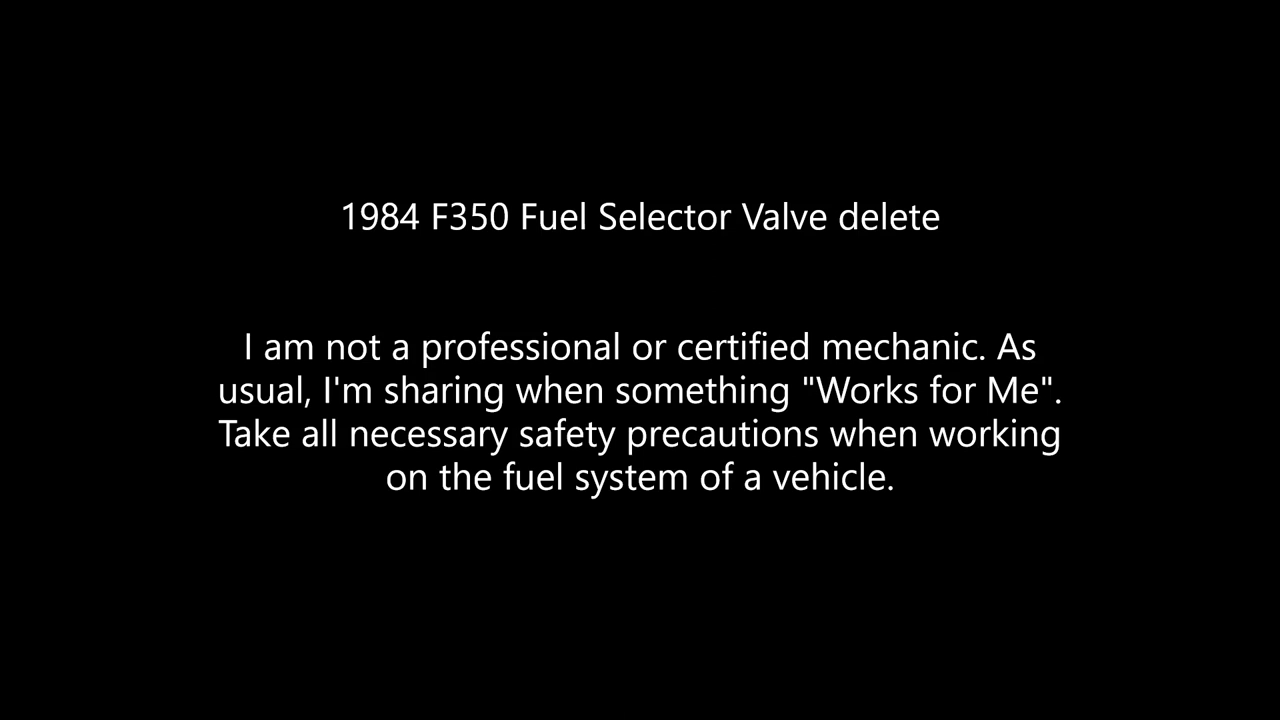 1984 F350 Fuel Selector Valve delete
I am not a professional or certified mechanic. As
usual, I'm sharing when something "Works for Me".
Take all necessary safety precautions when working
on the fuel system of a vehicle.